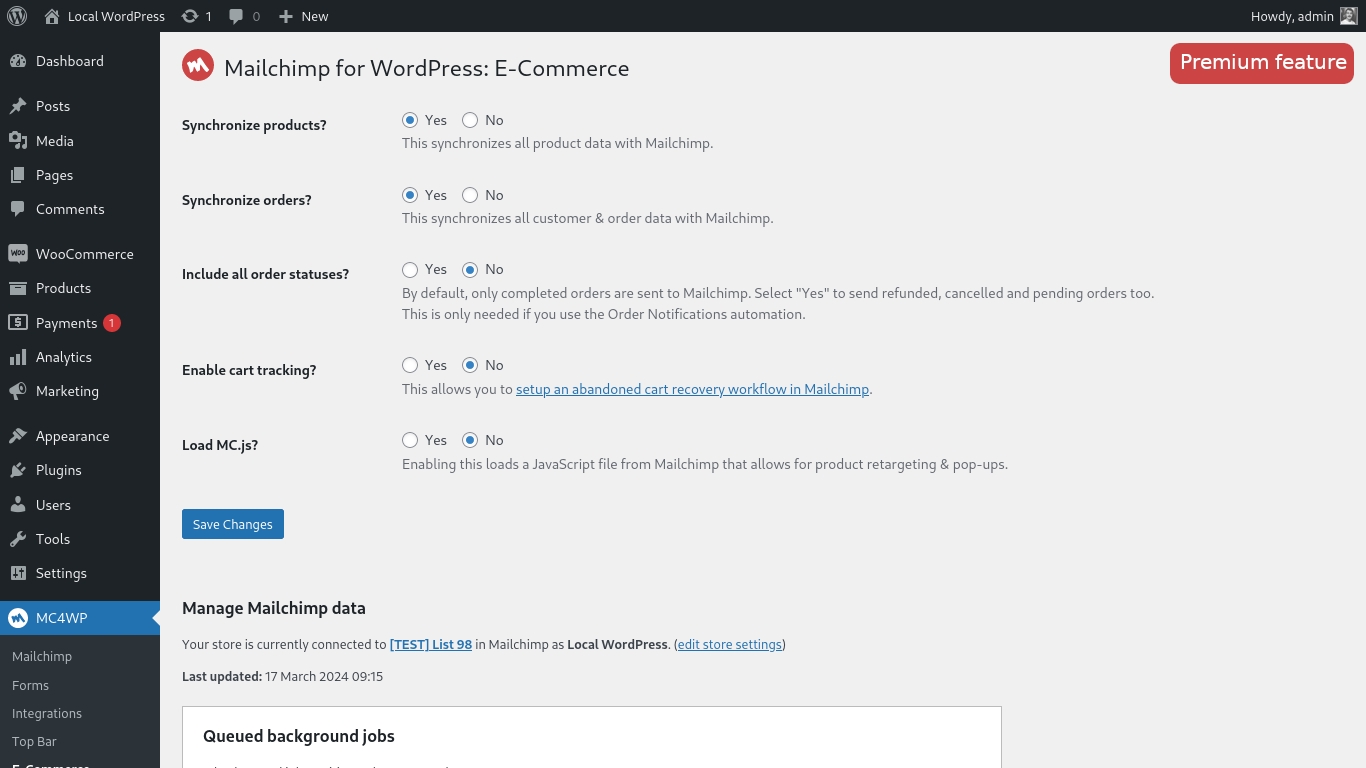 Local WordPress
1
0
New
Howdy, admin
Dashboard
Posts
Media
Pages
Comments
WooCommerce
Products
Payments 1
Analytics
Marketing
Appearance
Plugins
Users
Tools
Settings
MC4WP
Mailchimp
Forms
Integrations
Top Bar
E-Commerce
Mailchimp for WordPress: E-Commerce
Premium feature
Synchronize products?
Yes No
This synchronizes all product data with Mailchimp.
Synchronize orders?
Yes No
This synchronizes all customer & order data with Mailchimp.
Include all order statuses?
Yes No
By default, only completed orders are sent to Mailchimp. Select "Yes" to send refunded, cancelled and pending orders too.
This is only needed if you use the Order Notifications automation.
Enable cart tracking?
Yes No
This allows you to setup an abandoned cart recovery workflow in Mailchimp.
Load MC.js?
Yes No
Enabling this loads a JavaScript file from Mailchimp that allows for product retargeting & pop-ups.
Save Changes
Manage Mailchimp data
Your store is currently connected to [TEST] List 98 in Mailchimp as Local WordPress. (edit store settings)
Last updated: 17 March 2024 09:15
Queued background jobs